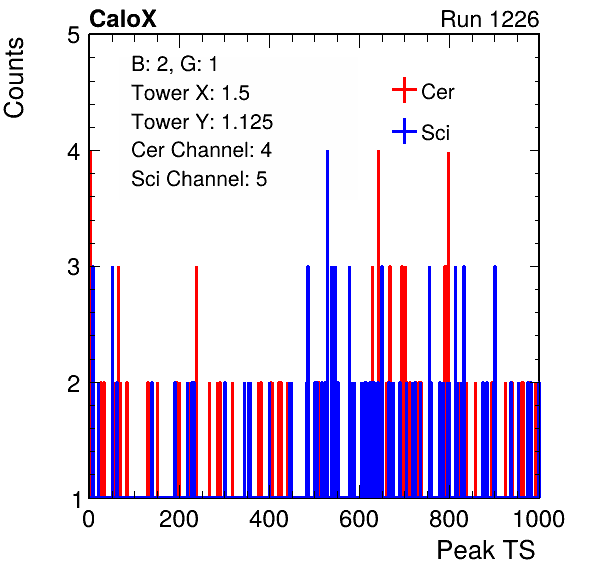 CaloX Run 1226
Counts
5
4
3
2
1
B: 2, G: 1
Tower X: 1.5
Tower Y: 1.125
Cer Channel: 4
Sci Channel: 5
Cer
Sci
0 200 400 600 800 1000
Peak TS